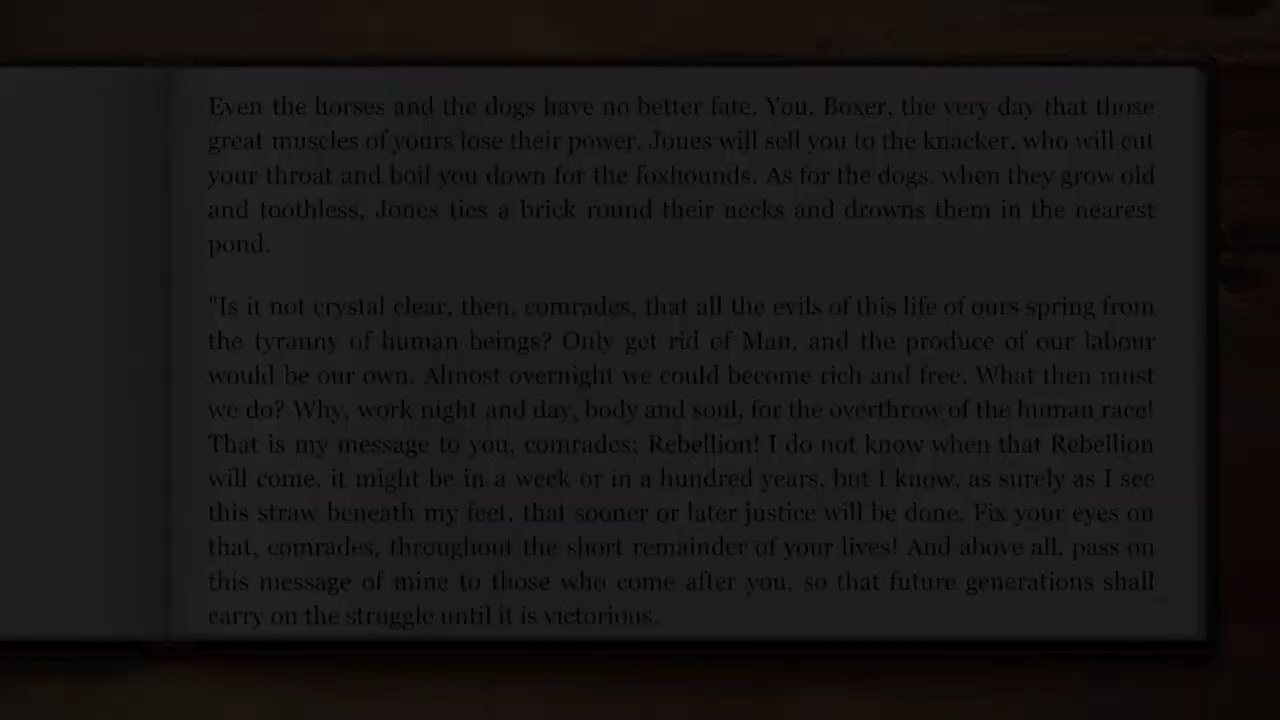 Even the horses and the dogs have no better fate. You, Boxer, the very day that those
great muscles of yours lose their power, Jones will sell you to the knacker, who will cut
your throat and boil you down for the foxhounds. As for the dogs, when they grow old
and toothless, Jones ties a brick round their necks and drowns them in the nearest
pond.
"Is it not crystal clear, then, comrades, that all the evils of this life of ours spring from
the tyranny of human beings? Only get rid of Man, and the produce of our labour
would be our own. Almost overnight we could become rich and free. What then must
we do? Why, work night and day, body and soul, for the overthrow of the human race!
That is my message to you, comrades: Rebellion! I do not know when that Rebellion
will come, it might be in a week or in a hundred years, but I know, as surely as I see
this straw beneath my feet, that sooner or later justice will be done. Fix your eyes on
that, comrades, throughout the short remainder of your lives! And above all, pass on
this message of mine to those who come after you, so that future generations shall
carry on the struggle until it is victorious.